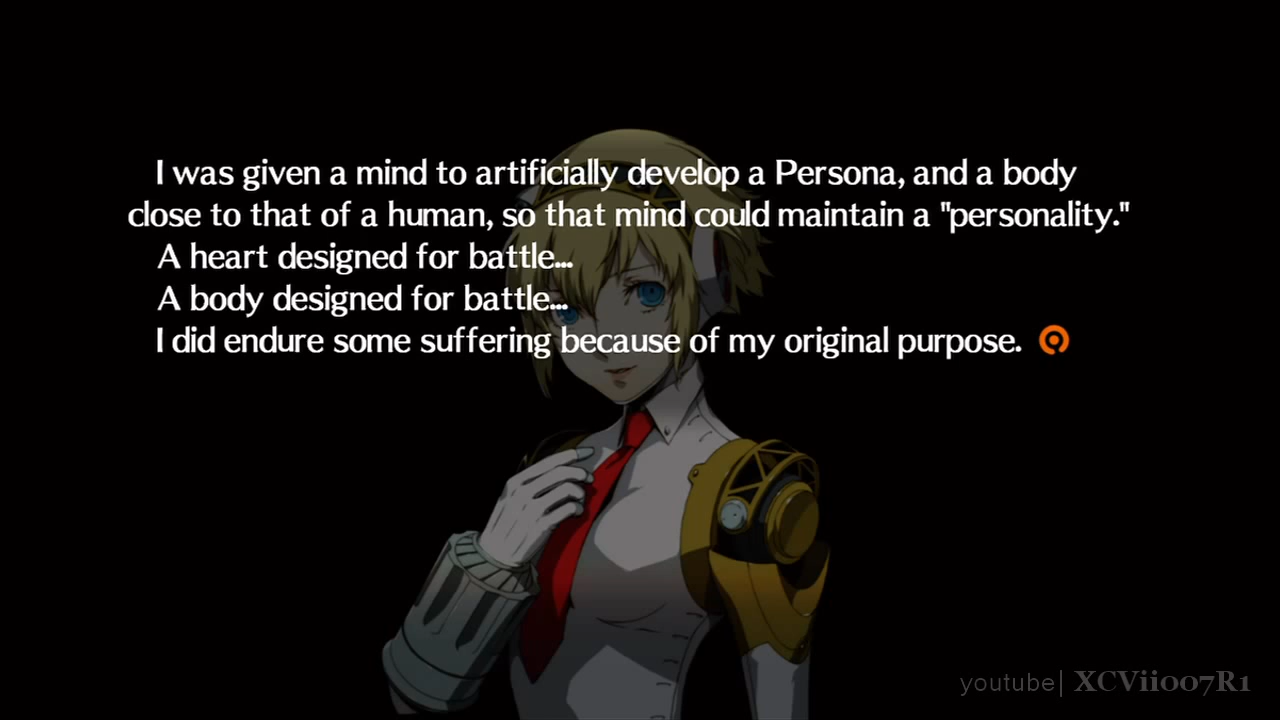 I was given a mind to artificially develop a Persona, and a body
close to that of a human, so that mind could maintain a "personality."
A heart designed for battle...
A body designed for battle...
I did endure some suffering because of my original purpose.
youtube| XCViii007R1